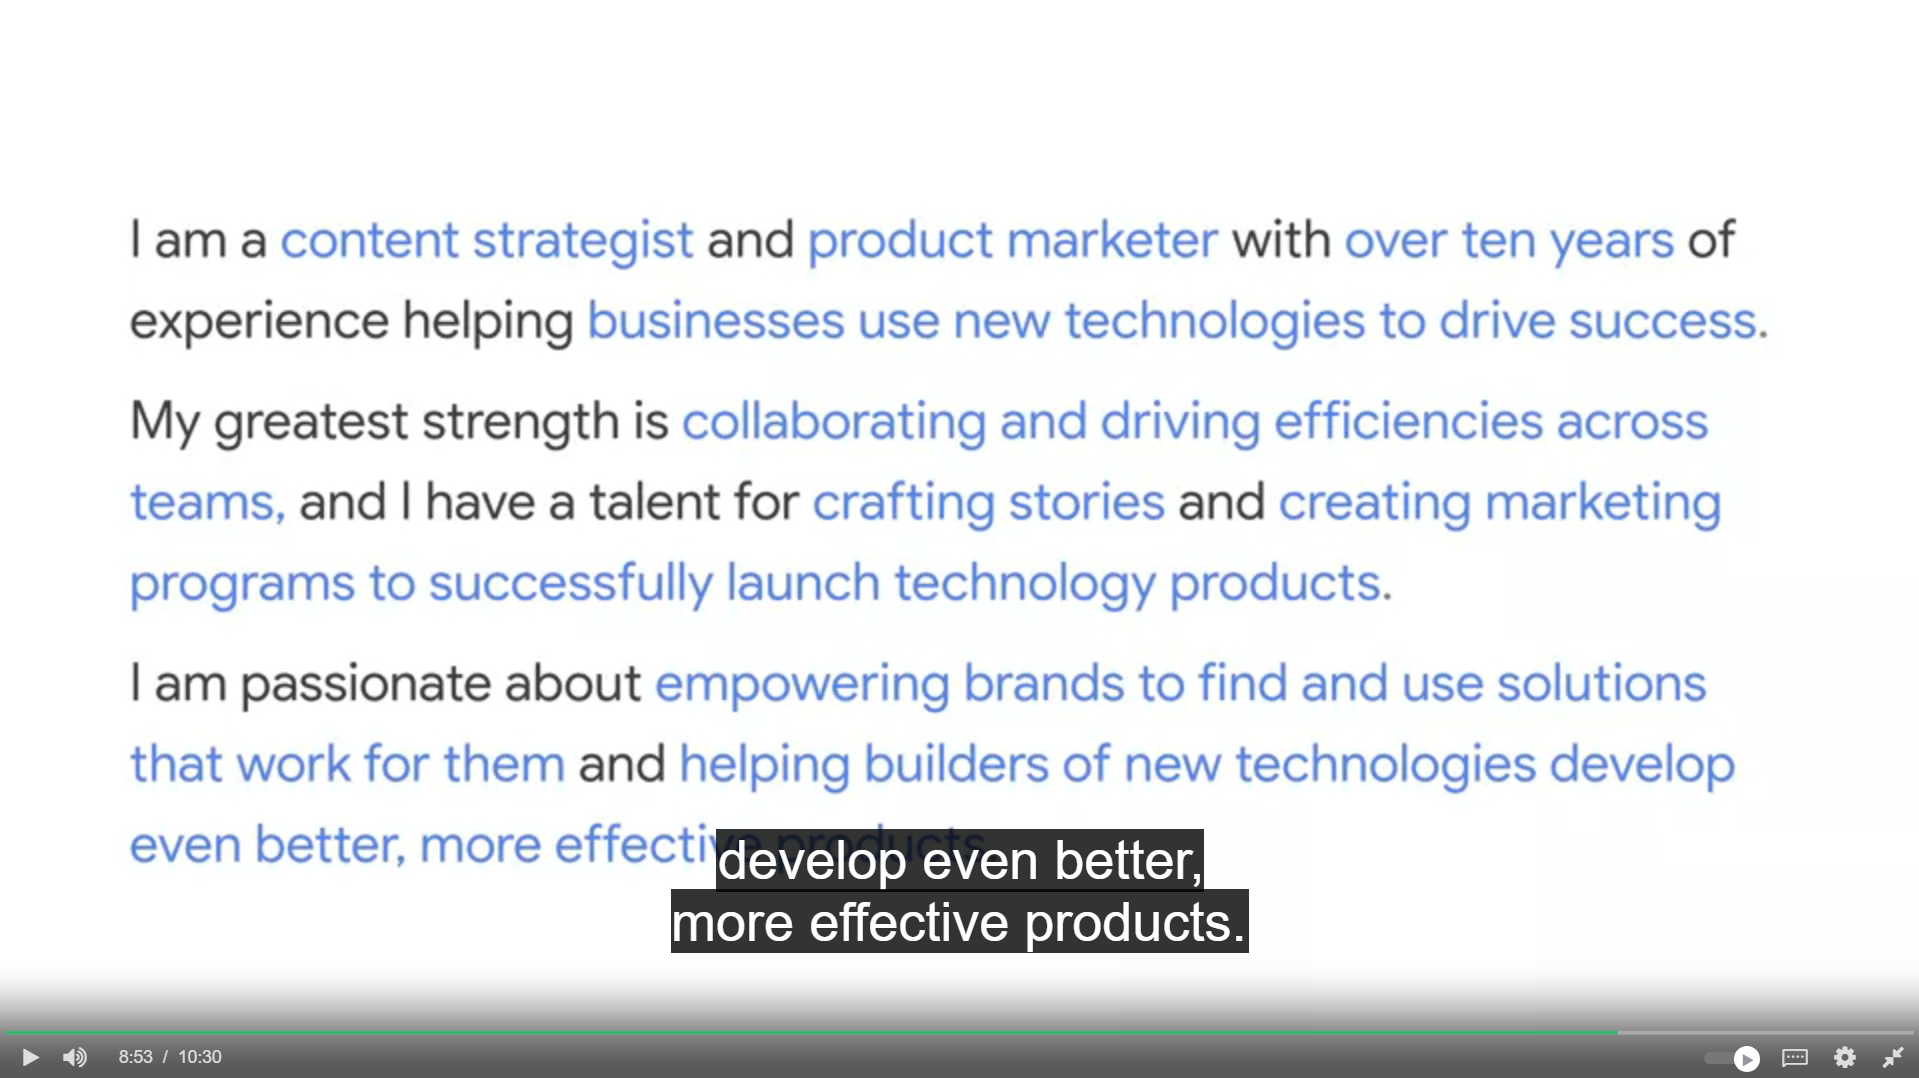 I am a content strategist and product marketer with over ten years of
experience helping businesses use new technologies to drive success.
My greatest strength is collaborating and driving efficiencies across
teams, and I have a talent for crafting stories and creating marketing
programs to successfully launch technology products.
I am passionate about empowering brands to find and use solutions
that work for them and helping builders of new technologies develop
even better, more effective products
develop even better,
more effective products.
8:53 / 10:30